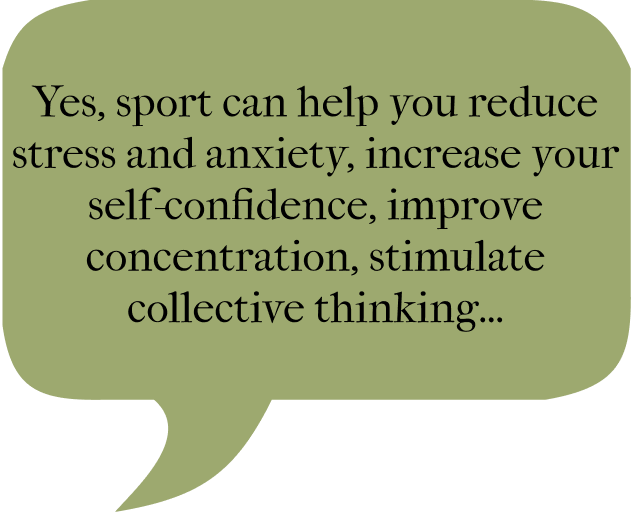 Yes, sport can help you reduce
stress and anxiety, increase your
self-confidence, improve
concentration, stimulate
collective thinking...